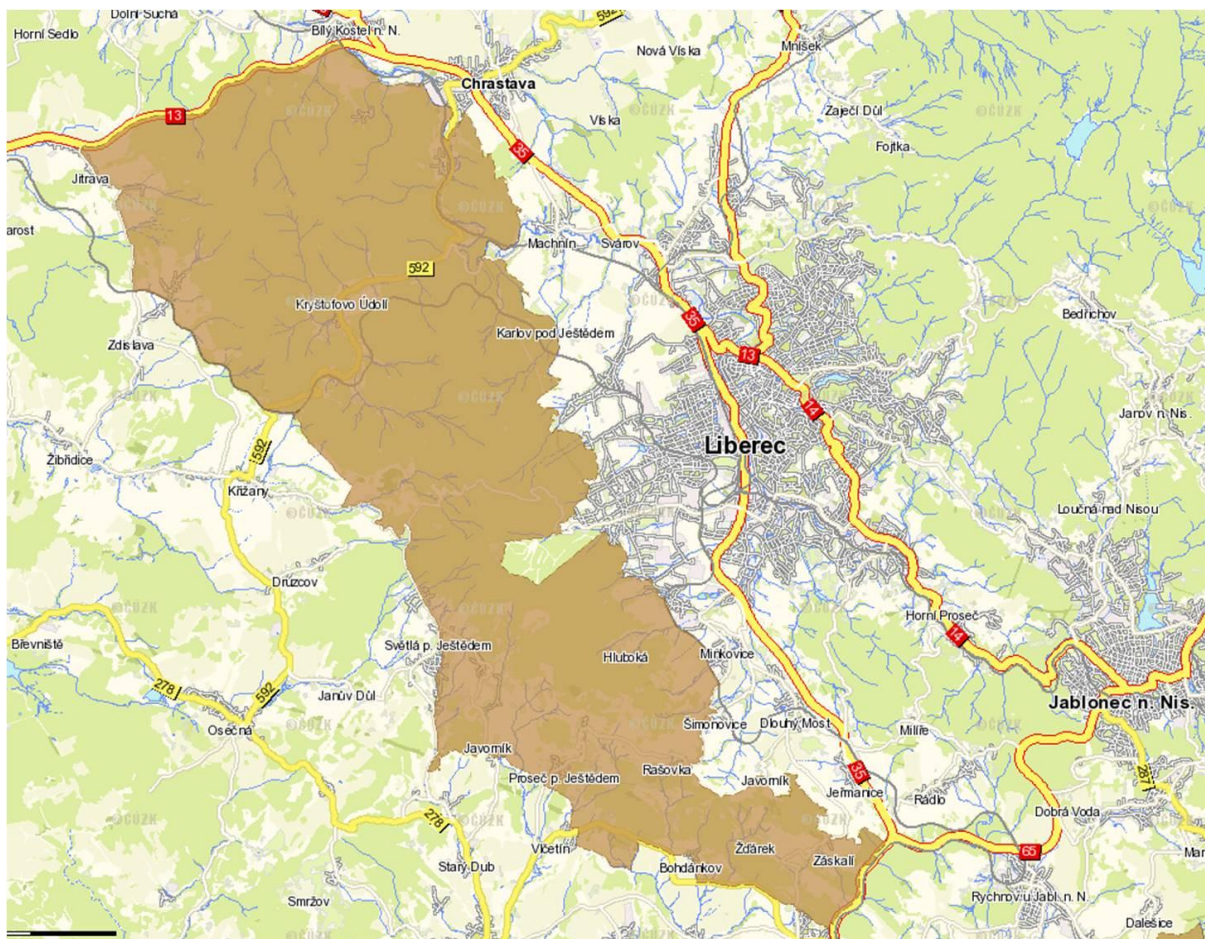 Dolní Suchá
Horní Sedlo
Bílý Kostel n. N.
592
Nová Víska
Mníšek
Chrastava
13
©ČÚZK
Víska
Zaječí Důl
Fojtka
35
Jítrava
Machnín
Svárov
592
Kryštofovo Údolí
Zdislava
Karlov pod Ještědem
35
13
Bedřichov
14
Jarov n. Nis.
Liberec
592
Žibřidice
Křižany
Loučná nad Nisou
Druzcov
Horní Proseč
14
Břevniště
Světlá p. Ještědem
Hluboká
Minkovice
278
592
Janův Důl
Osečná
Šimonovice
Dlouhý Most
Milíře
Jablonec n. Nis.
Javorník
Proseč p. Ještědem
Rašovka
Javorník
35
Jeřmanice
Rádlo
287
278
Dobrá Voda
Vlčetín
Starý Dub
Bohdánkov
Žďárek
Záskalí
65
Smržov
Rychnov u Jabl. n. N.
Dalešice